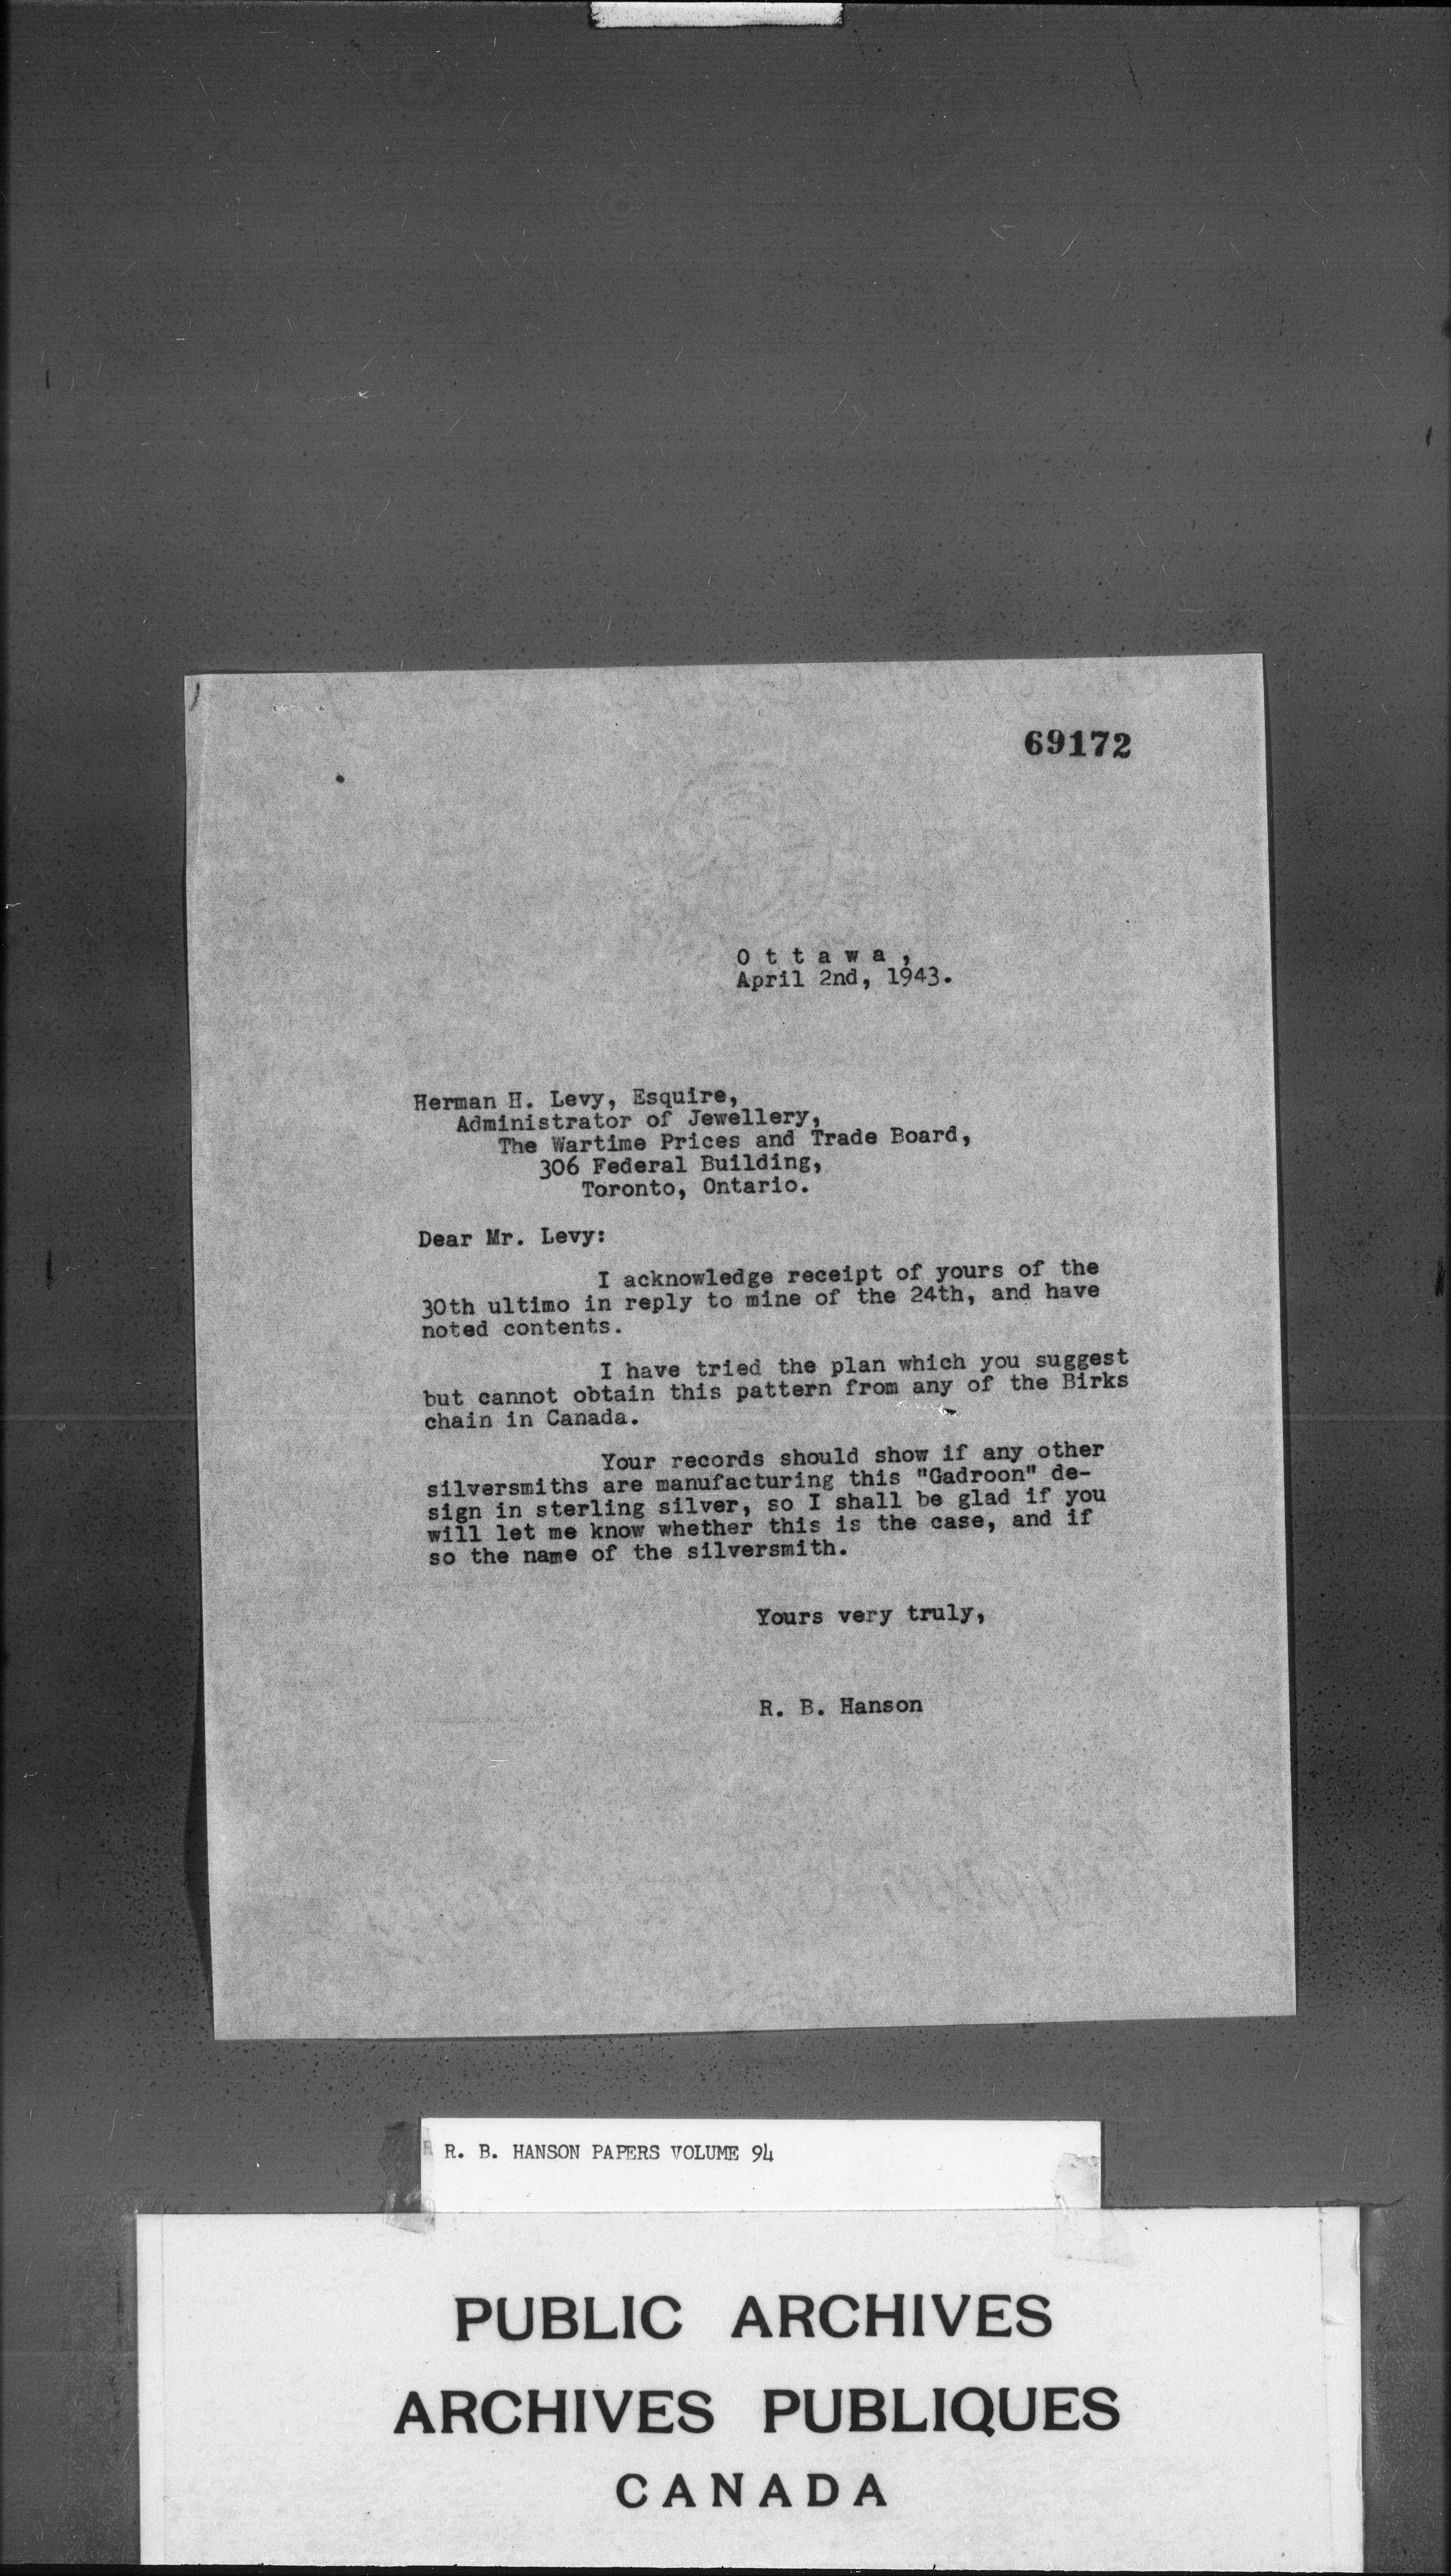 69172
Ottawa,
April 2nd, 1943.
Herman H. Levy, Esquire,
Administrator of Jewellery,
The Wartime Prices and Trade Board,
306 Federal Building,
Toronto, Ontario.
Dear Mr. Levy:
I acknowledge receipt of yours of the
30th ultimo in reply to mine of the 24th, and have
noted contents.
I have tried the plan which you suggest
but cannot obtain this pattern from any of the Birks
chain in Canada.
Your records should show if any other
silversmiths are manufacturing this "Gadroon" de-
sign in sterling silver, so I shall be glad if you
will let me know whether this is the case, and if
so the name of the silversmith.
Yours very truly,
R. B. Hanson
R. B. HANSON PAPERS VOLUME 94
PUBLIC ARCHIVES
ARCHIVES PUBLIQUES
CANADA